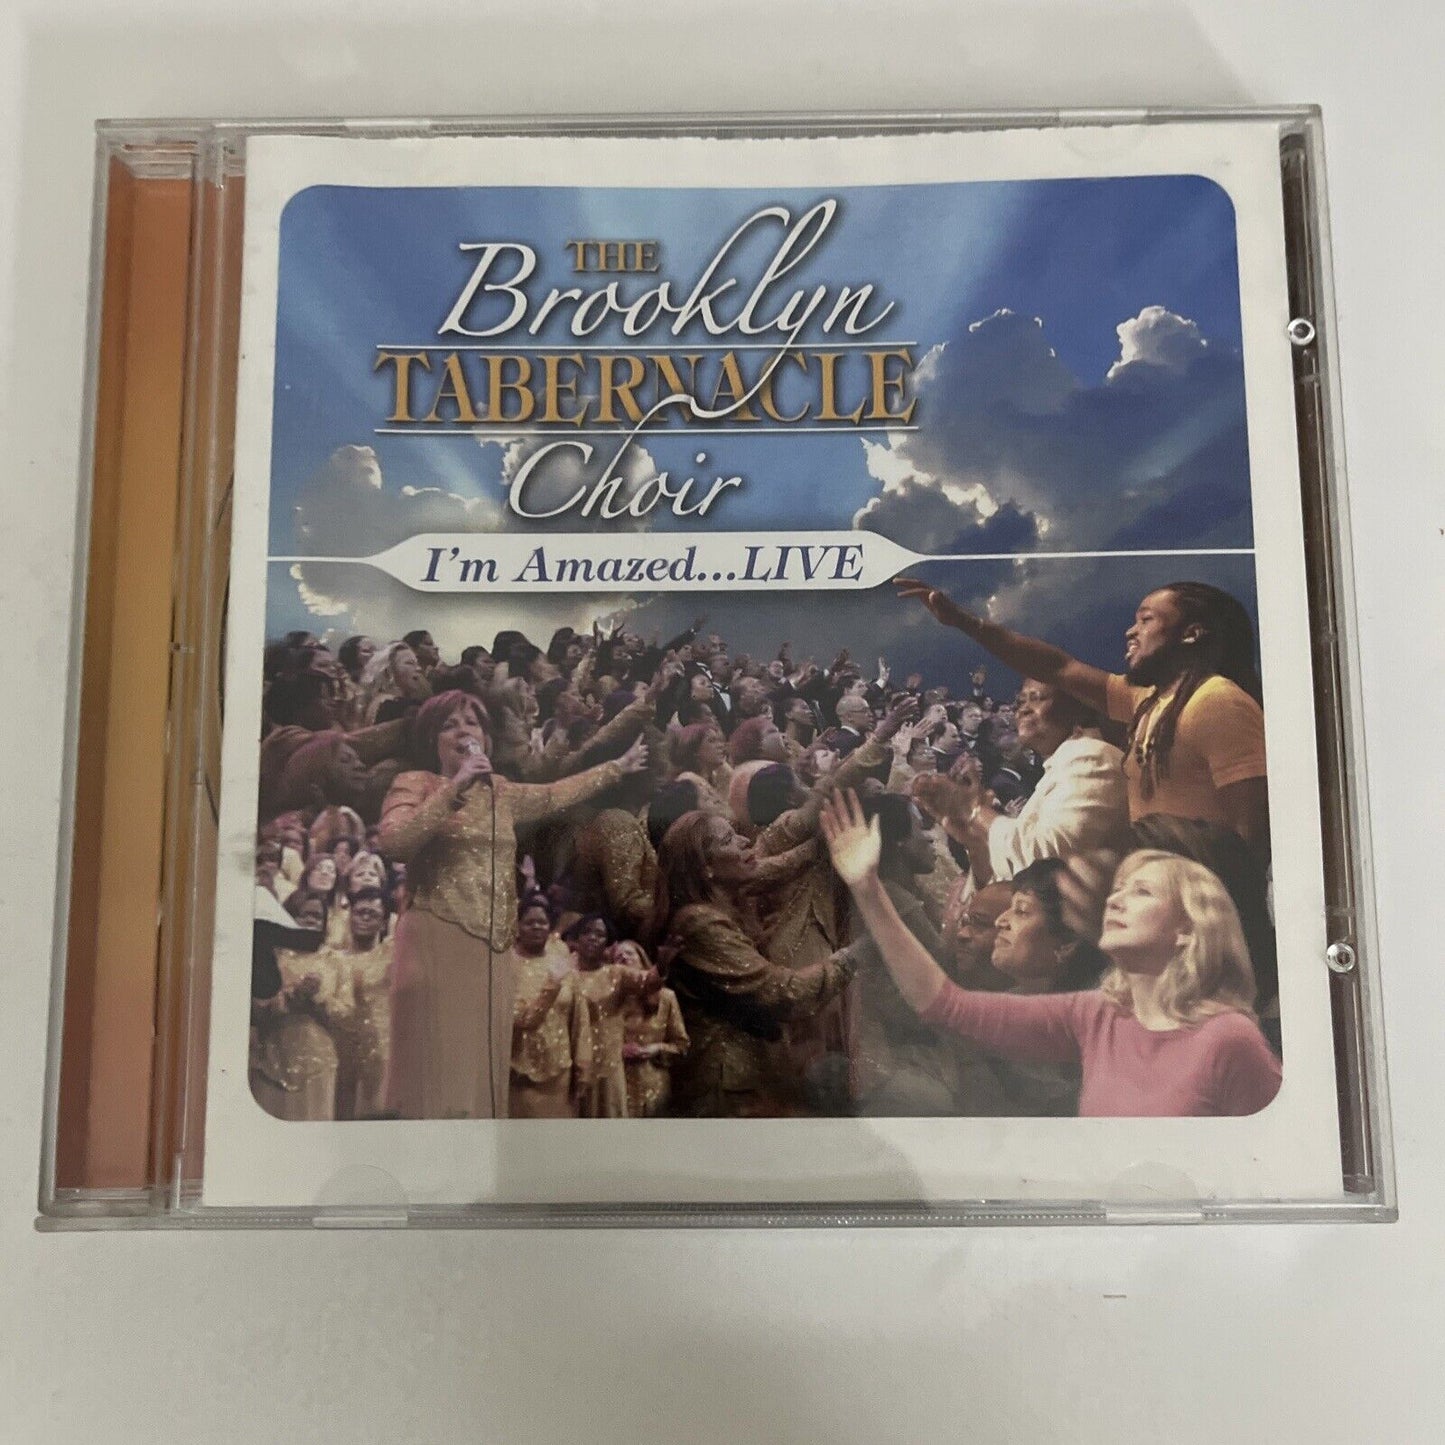 THE
Brooklyn
TABERNACLE
Choir
I'm Amazed...LIVE